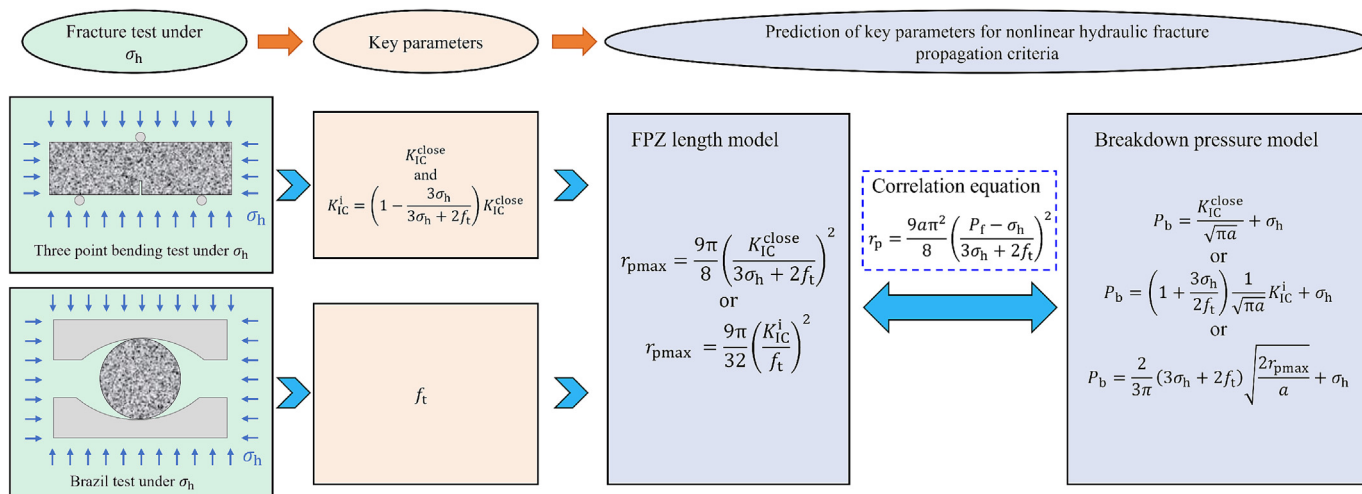 Fracture test under
σh
Key parameters
Prediction of key parameters for nonlinear hydraulic fracture
propagation criteria
σh
Three point bending test under σh
K_IC^close
and
K_IC^i = (1 − 3σh/(3σh + 2ft)) K_IC^close
σh
Brazil test under σh
ft
FPZ length model
r_pmax = 9π/8 (K_IC^close/(3σh + 2ft))^2
or
r_pmax = 9π/32 (K_IC^i/ft)^2
Correlation equation
r_p = 9aπ^2/8 ((P_f − σh)/(3σh + 2ft))^2
Breakdown pressure model
P_b = K_IC^close/√(πa) + σh
or
P_b = (1 + 3σh/2ft) 1/√(πa) K_IC^i + σh
or
P_b = 2/3π (3σh + 2ft) √(2r_pmax/a) + σh